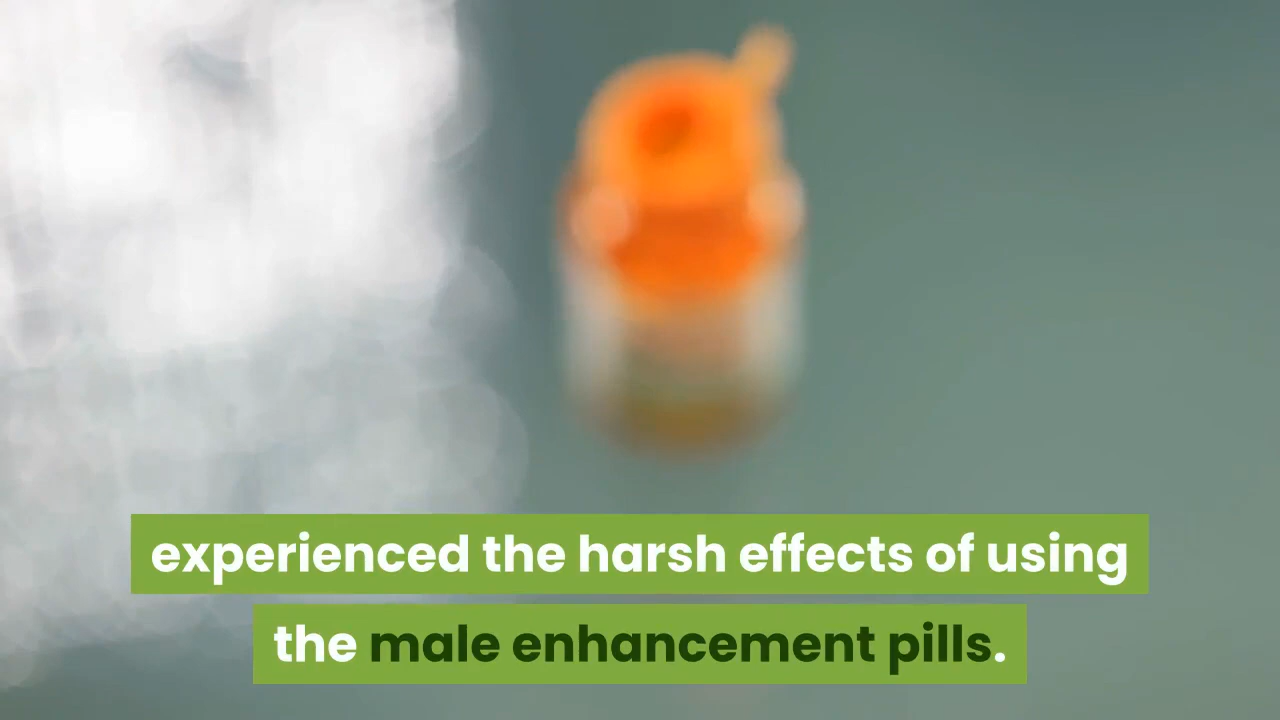 experienced the harsh effects of using
the male enhancement pills.